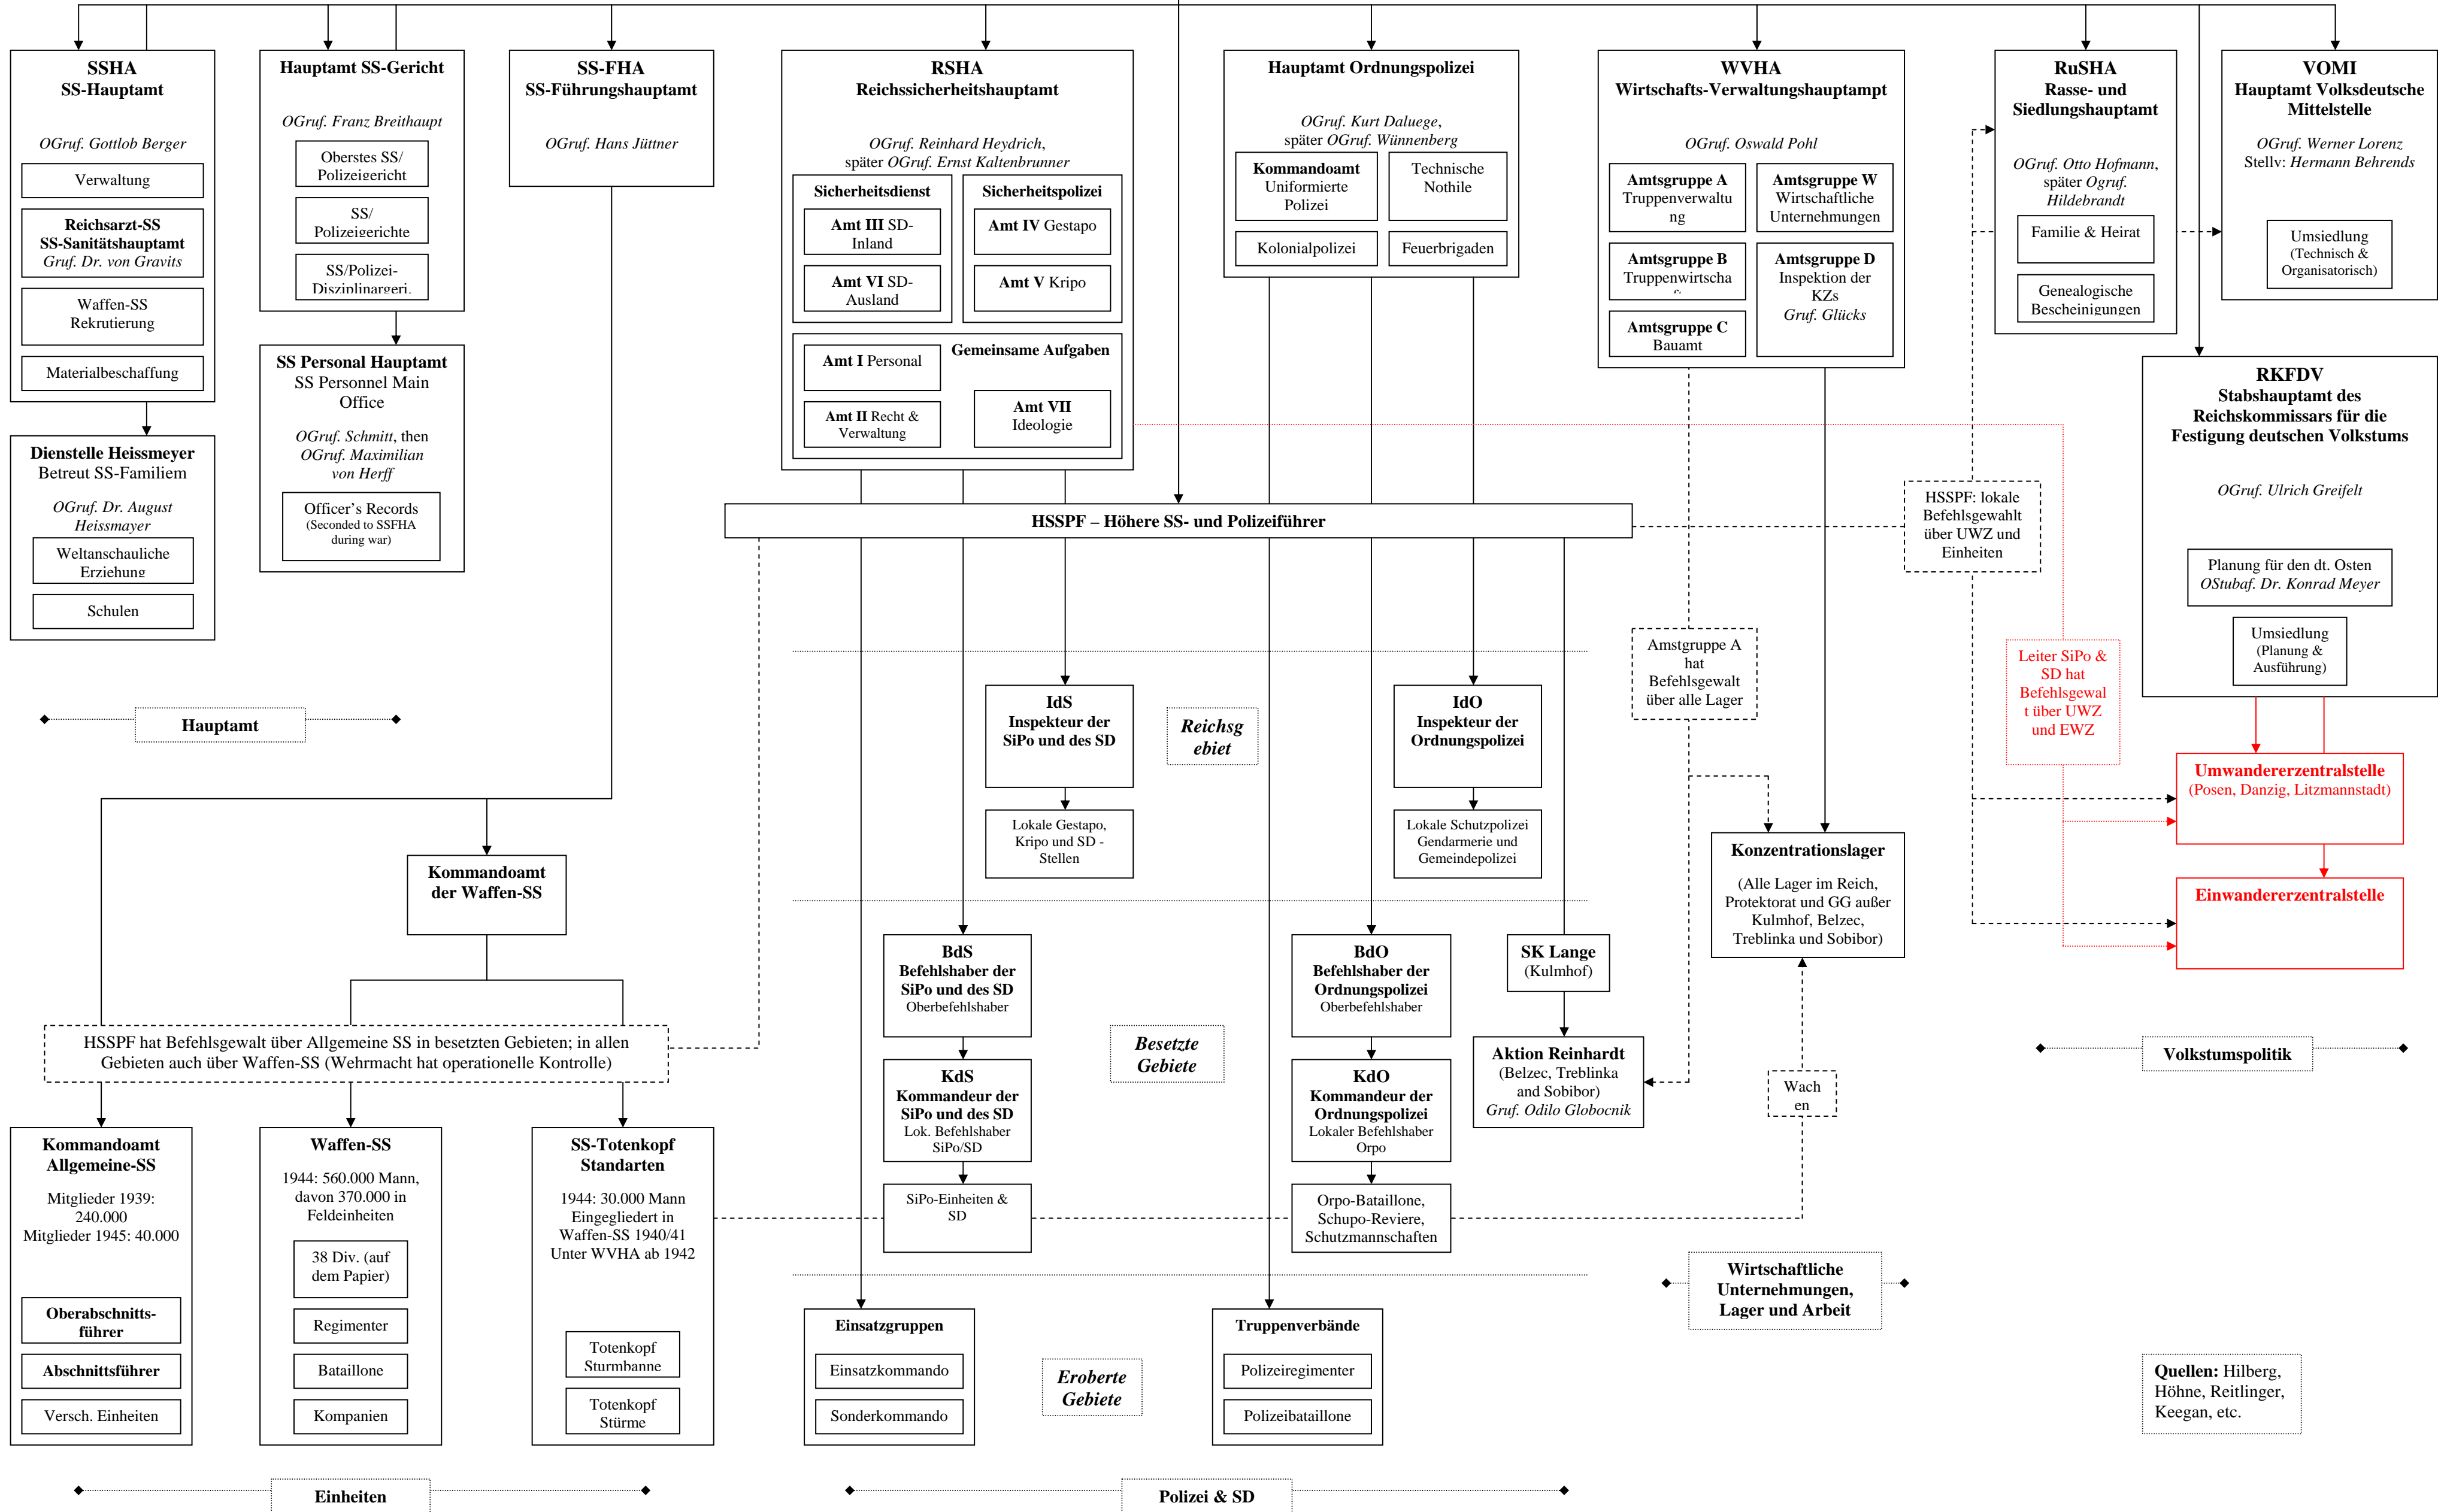 SSHA
SS-Hauptamt
OGruf. Gottlob Berger
Verwaltung
Reichsarzt-SS
SS-Sanitätshauptamt
Gruf. Dr. von Gravits
Waffen-SS
Rekrutierung
Materialbeschaffung
Dienstelle Heissmeyer
Betreut SS-Familiem
OGruf. Dr. August
Heissmayer
Weltanschauliche
Erziehung
Schulen
Hauptamt SS-Gericht
OGruf. Franz Breithaupt
Oberstes SS/
Polizeigericht
SS/
Polizeigerichte
SS/Polizei-
Disziplinargeri.
SS Personal Hauptamt
SS Personnel Main
Office
OGruf. Schmitt, then
OGruf. Maximilian
von Herff
Officer's Records
(Seconded to SSFHA
during war)
SS-FHA
SS-Führungshauptamt
OGruf. Hans Jüttner
RSHA
Reichssicherheitshauptamt
OGruf. Reinhard Heydrich,
später OGruf. Ernst Kaltenbrunner
Sicherheitsdienst
Amt III SD-
Inland
Amt VI SD-
Ausland
Sicherheitspolizei
Amt IV Gestapo
Amt V Kripo
Gemeinsame Aufgaben
Amt I Personal
Amt II Recht &
Verwaltung
Amt VII
Ideologie
Hauptamt Ordnungspolizei
OGruf. Kurt Daluege,
später OGruf. Wünnenberg
Kommandoamt
Uniformierte
Polizei
Technische
Nothile
Kolonialpolizei
Feuerbrigaden
WVHA
Wirtschafts-Verwaltungshauptampt
OGruf. Oswald Pohl
Amtsgruppe A
Truppenverwaltu
ng
Amtsgruppe W
Wirtschaftliche
Unternehmungen
Amtsgruppe B
Truppenwirtscha
Amtsgruppe D
Inspektion der
KZs
Gruf. Glücks
Amtsgruppe C
Bauamt
RuSHA
Rasse- und
Siedlungshauptamt
OGruf. Otto Hofmann,
später Ogruf.
Hildebrandt
Familie & Heirat
Genealogische
Bescheinigungen
VOMI
Hauptamt Volksdeutsche
Mittelstelle
OGruf. Werner Lorenz
Stellv: Hermann Behrends
Umsiedlung
(Technisch &
Organisatorisch)
RKFDV
Stabshauptamt des
Reichskommissars für die
Festigung deutschen Volkstums
OGruf. Ulrich Greifelt
Planung für den dt. Osten
OStubaf. Dr. Konrad Meyer
Umsiedlung
(Planung &
Ausführung)
HSSPF – Höhere SS- und Polizeiführer
HSSPF: lokale
Befehlsgewahlt
über UWZ und
Einheiten
Amstgruppe A
hat
Befehlsgewalt
über alle Lager
Leiter SiPo &
SD hat
Befehlsgewal
t über UWZ
und EWZ
Hauptamt
IdS
Inspekteur der
SiPo und des SD
Reichsg
ebiet
IdO
Inspekteur der
Ordnungspolizei
Lokale Gestapo,
Kripo und SD -
Stellen
Lokale Schutzpolizei
Gendarmerie und
Gemeindepolizei
Umwandererzentralstelle
(Posen, Danzig, Litzmannstadt)
Einwandererzentralstelle
Konzentrationslager
(Alle Lager im Reich,
Protektorat und GG außer
Kulmhof, Belzec,
Treblinka und Sobibor)
Kommandoamt
der Waffen-SS
BdS
Befehlshaber der
SiPo und des SD
Oberbefehlshaber
BdO
Befehlshaber der
Ordnungspolizei
Oberbefehlshaber
SK Lange
(Kulmhof)
HSSPF hat Befehlsgewalt über Allgemeine SS in besetzten Gebieten; in allen
Gebieten auch über Waffen-SS (Wehrmacht hat operationelle Kontrolle)
Besetzte
Gebiete
Aktion Reinhardt
(Belzec, Treblinka
and Sobibor)
Gruf. Odilo Globocnik
Volkstumspolitik
KdS
Kommandeur der
SiPo und des SD
Lok. Befehlshaber
SiPo/SD
KdO
Kommandeur der
Ordnungspolizei
Lokaler Befehlshaber
Orpo
Wach
en
Kommandoamt
Allgemeine-SS
Mitglieder 1939:
240.000
Mitglieder 1945: 40.000
Oberabschnitts-
führer
Abschnittsführer
Versch. Einheiten
Waffen-SS
1944: 560.000 Mann,
davon 370.000 in
Feldeinheiten
38 Div. (auf
dem Papier)
Regimenter
Bataillone
Kompanien
SS-Totenkopf
Standarten
1944: 30.000 Mann
Eingegliedert in
Waffen-SS 1940/41
Unter WVHA ab 1942
Totenkopf
Sturmbanne
Totenkopf
Stürme
SiPo-Einheiten &
SD
Orpo-Bataillone,
Schupo-Reviere,
Schutzmannschaften
Wirtschaftliche
Unternehmungen,
Lager und Arbeit
Einsatzgruppen
Einsatzkommando
Sonderkommando
Eroberte
Gebiete
Truppenverbände
Polizeiregimenter
Polizeibataillone
Quellen: Hilberg,
Höhne, Reitlinger,
Keegan, etc.
Einheiten
Polizei & SD